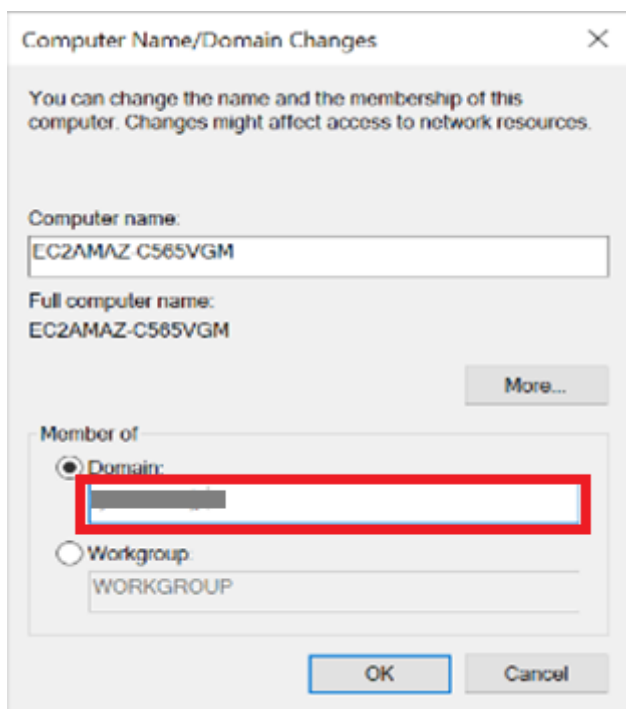 Computer Name/Domain Changes
You can change the name and the membership of this
computer. Changes might affect access to network resources.
Computer name:
EC2AMAZ-C565VGM
Full computer name:
EC2AMAZ-C565VGM
More...
Member of
Domain:
Workgroup:
WORKGROUP
OK
Cancel